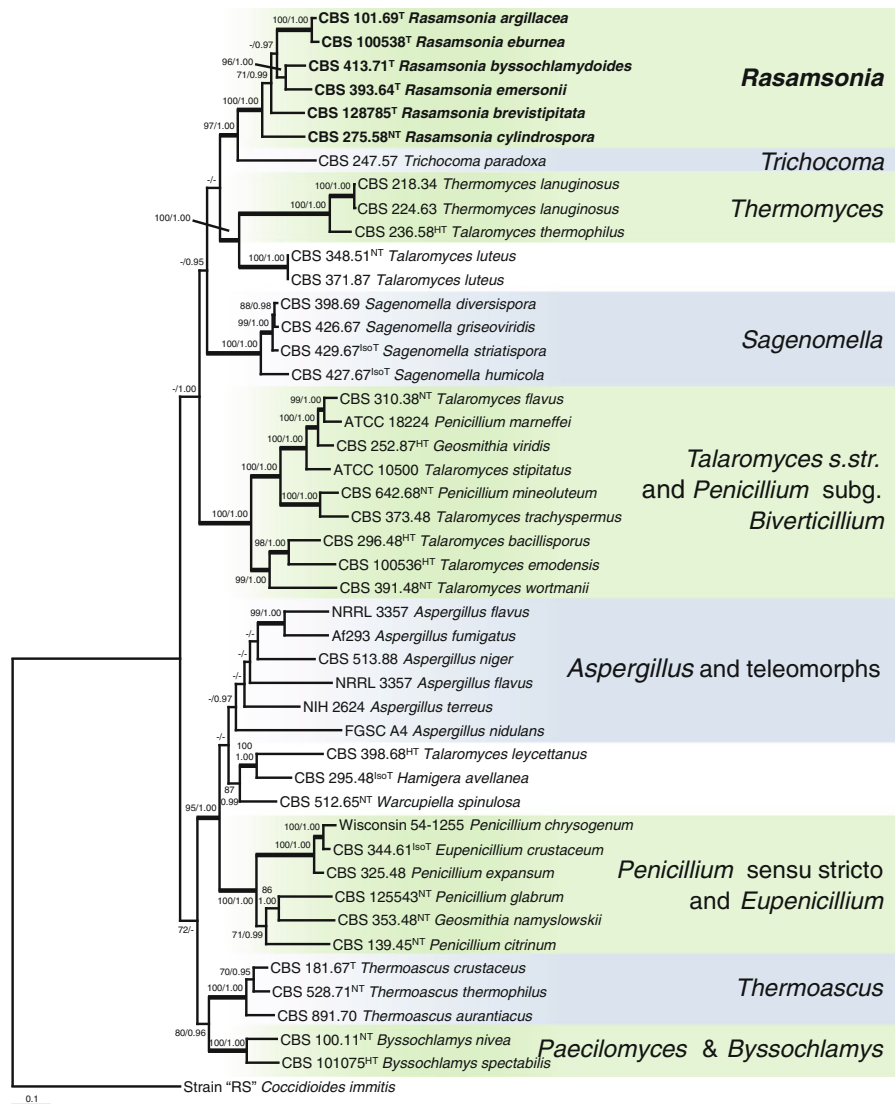 100/1.00
CBS 101.69T Rasamsonia argillacea
-/0.97
CBS 100538T Rasamsonia eburnea
96/1.00
CBS 413.71T Rasamsonia byssochlamydoides
71/0.99
CBS 393.64T Rasamsonia emersonii
Rasamsonia
100/1.00
CBS 128785T Rasamsonia brevistipitata
97/1.00
CBS 275.58NT Rasamsonia cylindrospora
CBS 247.57 Trichocoma paradoxa
Trichocoma
-/-
100/1.00
CBS 218.34 Thermomyces lanuginosus
100/1.00
CBS 224.63 Thermomyces lanuginosus
Thermomyces
100/1.00
CBS 236.58HT Talaromyces thermophilus
100/1.00
CBS 348.51NT Talaromyces luteus
-/0.95
CBS 371.87 Talaromyces luteus
88/0.98
CBS 398.69 Sagenomella diversispora
99/1.00
CBS 426.67 Sagenomella griseoviridis
100/1.00
CBS 429.67IsoT Sagenomella striatispora
Sagenomella
CBS 427.67IsoT Sagenomella humicola
-/1.00
99/1.00
CBS 310.38NT Talaromyces flavus
100/1.00
ATCC 18224 Penicillium marneffei
100/1.00
CBS 252.87HT Geosmithia viridis
100/1.00
ATCC 10500 Talaromyces stipitatus
100/1.00
CBS 642.68NT Penicillium mineoluteum
CBS 373.48 Talaromyces trachyspermus
Talaromyces s.str.
and Penicillium subg.
Biverticillium
100/1.00
98/1.00
CBS 296.48HT Talaromyces bacillisporus
CBS 100536HT Talaromyces emodensis
99/1.00
CBS 391.48NT Talaromyces wortmanii
99/1.00
NRRL 3357 Aspergillus flavus
-/-
Af293 Aspergillus fumigatus
-/-
CBS 513.88 Aspergillus niger
Aspergillus and teleomorphs
-/-
NRRL 3357 Aspergillus flavus
-/0.97
NIH 2624 Aspergillus terreus
FGSC A4 Aspergillus nidulans
-/-
100
1.00
CBS 398.68HT Talaromyces leycettanus
CBS 295.48IsoT Hamigera avellanea
87
0.99
CBS 512.65NT Warcupiella spinulosa
95/1.00
100/1.00
Wisconsin 54-1255 Penicillium chrysogenum
CBS 344.61IsoT Eupenicillium crustaceum
CBS 325.48 Penicillium expansum
Penicillium sensu stricto
and Eupenicillium
100/1.00
86
1.00
CBS 125543NT Penicillium glabrum
CBS 353.48NT Geosmithia namyslowskii
71/0.99
CBS 139.45NT Penicillium citrinum
72/-
70/0.95
CBS 181.67T Thermoascus crustaceus
100/1.00
CBS 528.71NT Thermoascus thermophilus
Thermoascus
CBS 891.70 Thermoascus aurantiacus
80/0.96
100/1.00
CBS 100.11NT Byssochlamys nivea
CBS 101075HT Byssochlamys spectabilis
Paecilomyces & Byssochlamys
Strain "RS" Coccidioides immitis
0.1